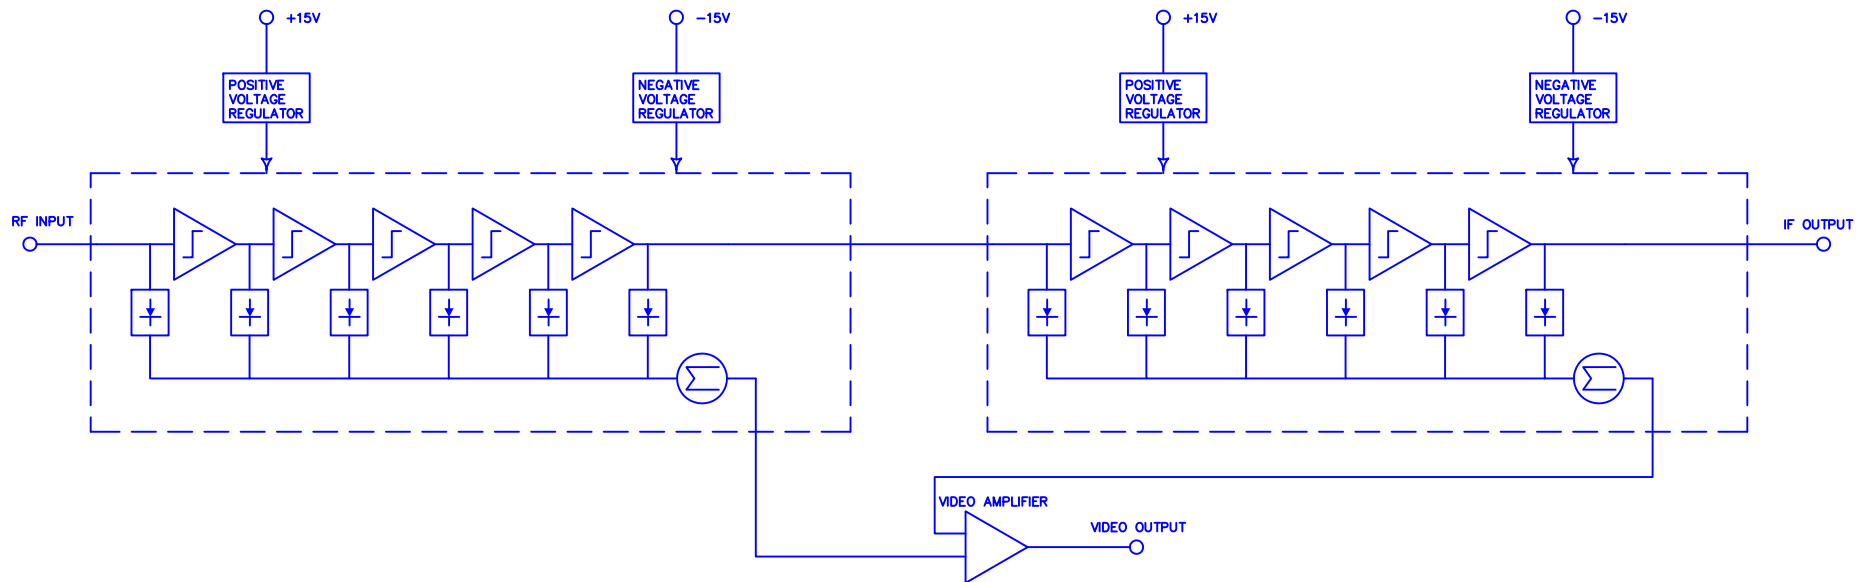 +15V
-15V
+15V
-15V
POSITIVE
VOLTAGE
REGULATOR
NEGATIVE
VOLTAGE
REGULATOR
POSITIVE
VOLTAGE
REGULATOR
NEGATIVE
VOLTAGE
REGULATOR
RF INPUT
IF OUTPUT
Σ
Σ
VIDEO AMPLIFIER
VIDEO OUTPUT